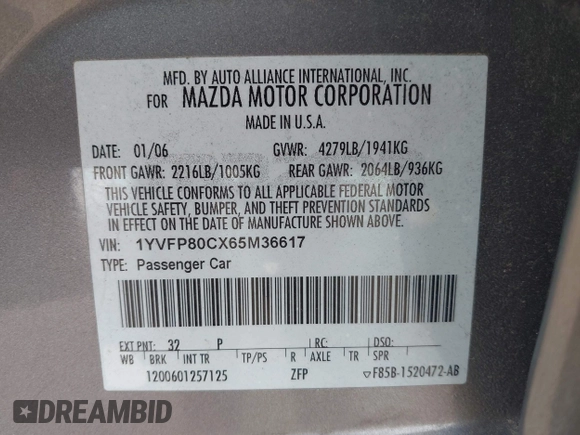 MFD. BY AUTO ALLIANCE INTERNATIONAL, INC.
FOR MAZDA MOTOR CORPORATION
MADE IN U.S.A.
DATE: 01/06 GVWR: 4279LB/1941KG
FRONT GAWR: 2216LB/1005KG REAR GAWR: 2064LB/936KG
THIS VEHICLE CONFORMS TO ALL APPLICABLE FEDERAL MOTOR
VEHICLE SAFETY, BUMPER, AND THEFT PREVENTION STANDARDS
IN EFFECT ON THE DATE OF MANUFACTURE SHOWN ABOVE.
VIN: 1YVFP80CX65M36617
TYPE: Passenger Car
EXT PNT: 32 P RC: DSO:
WB BRK INT TR TP/PS R AXLE TR SPR
1200601257125 ZFP ▽F85B-1520472-AB
DREAMBID